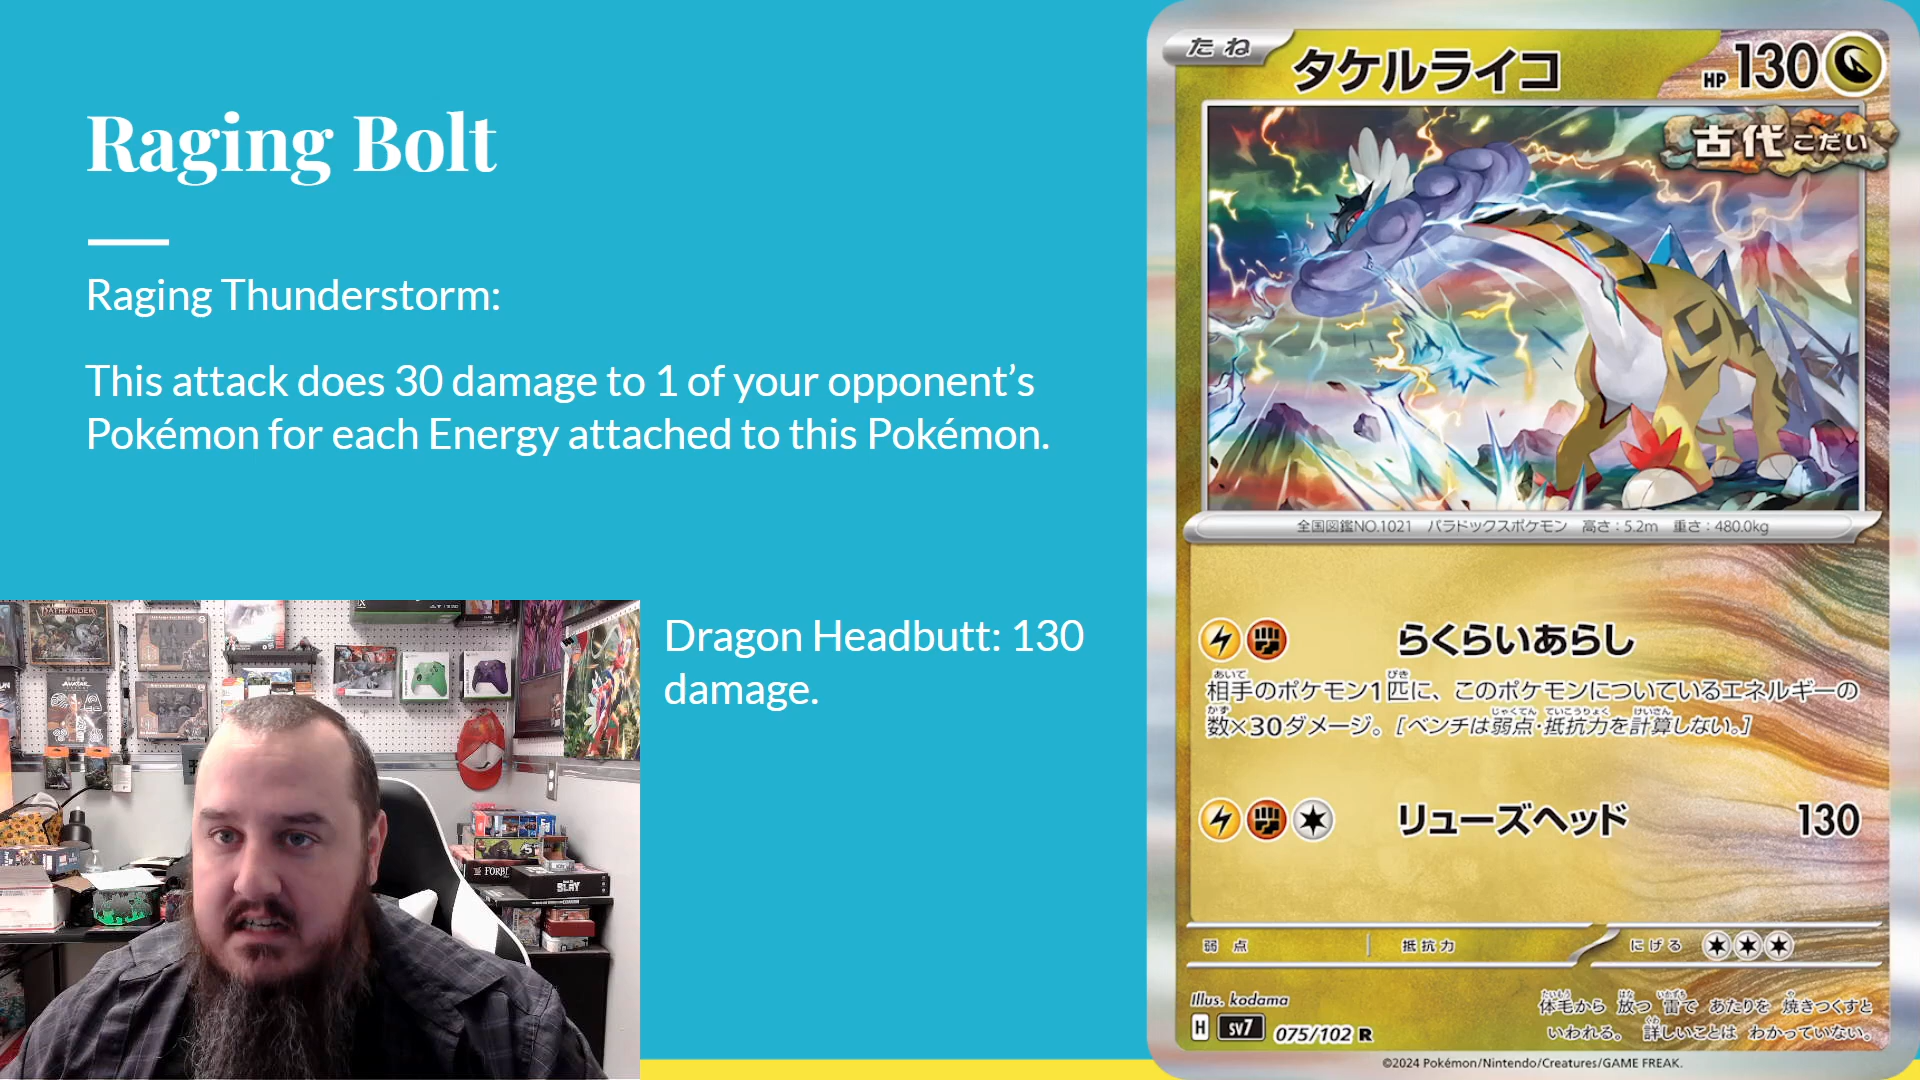 Raging Bolt
Raging Thunderstorm:
This attack does 30 damage to 1 of your opponent’s
Pokémon for each Energy attached to this Pokémon.
Dragon Headbutt: 130
damage.
たね
タケルライコ
HP 130
古代 こだい
全国図鑑NO.1021 パラドックスポケモン 高さ：5.2m 重さ：480.0kg
らくらいあらし
相手のポケモン1匹に、このポケモンについているエネルギーの
数×30ダメージ。［ベンチは弱点・抵抗力を計算しない。］
リューズヘッド 130
弱点 抵抗力 にげる
Illus. kodama
体毛から 放つ 雷で あたりを 焼きつくすと
いわれる。 詳しいことは わかっていない。
H sv7 075/102 R
©2024 Pokémon/Nintendo/Creatures/GAME FREAK.
PATHFINDER
AVATAR
FORBI
SLAY